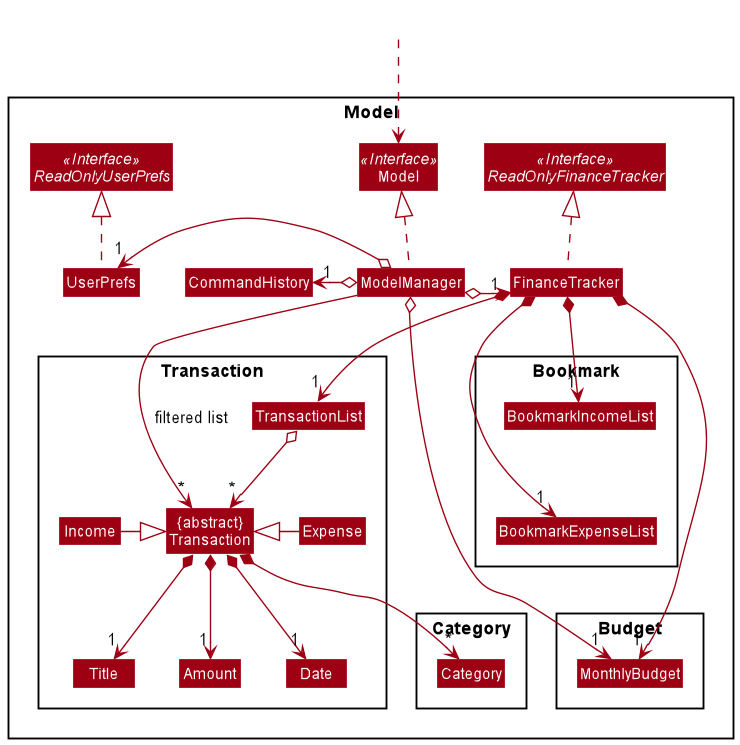 Model
«Interface»
ReadOnlyUserPrefs
«Interface»
Model
«Interface»
ReadOnlyFinanceTracker
1
UserPrefs
CommandHistory
1
ModelManager
1
FinanceTracker
Transaction
Bookmark
1
TransactionList
1
BookmarkIncomeList
filtered list
*
*
1
Income
{abstract}
Transaction
Expense
BookmarkExpenseList
Category
Budget
1
1
1
*
1
1
Title
Amount
Date
Category
MonthlyBudget